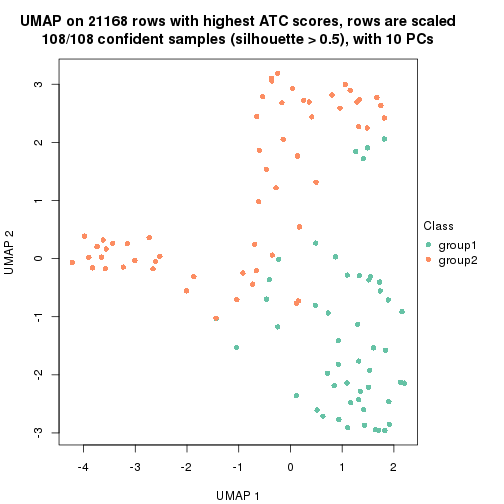 UMAP on 21168 rows with highest ATC scores, rows are scaled
108/108 confident samples (silhouette > 0.5), with 10 PCs
3
2
1
0
-1
-2
-3
UMAP 2
-4
-3
-2
-1
0
1
2
UMAP 1
Class
group1
group2